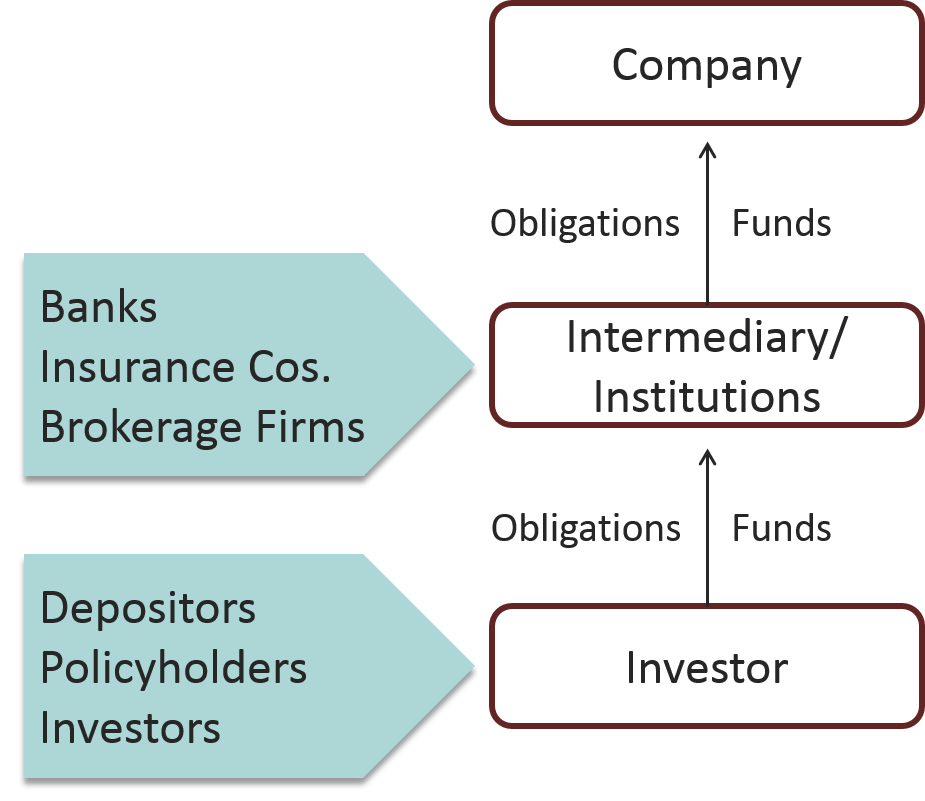 Company
Obligations
Funds
Banks
Insurance Cos.
Brokerage Firms
Intermediary/
Institutions
Obligations
Funds
Depositors
Policyholders
Investors
Investor